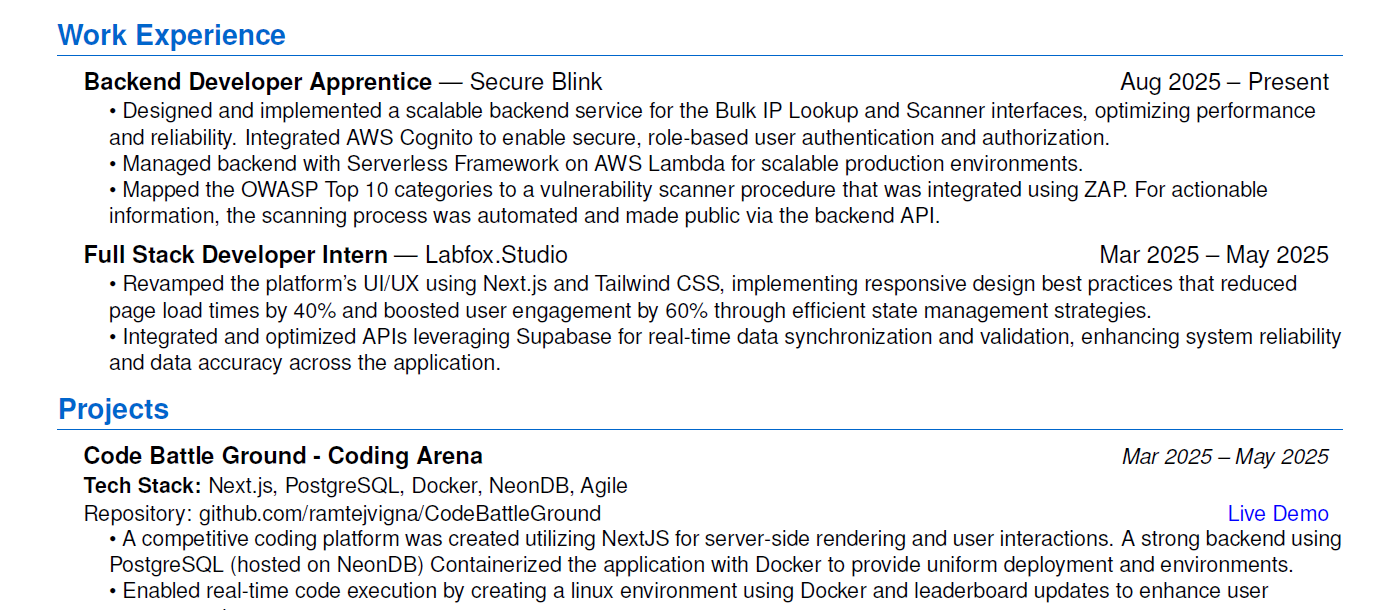 Work Experience
Backend Developer Apprentice — Secure Blink Aug 2025 – Present
• Designed and implemented a scalable backend service for the Bulk IP Lookup and Scanner interfaces, optimizing performance
and reliability. Integrated AWS Cognito to enable secure, role-based user authentication and authorization.
• Managed backend with Serverless Framework on AWS Lambda for scalable production environments.
• Mapped the OWASP Top 10 categories to a vulnerability scanner procedure that was integrated using ZAP. For actionable
information, the scanning process was automated and made public via the backend API.
Full Stack Developer Intern — Labfox.Studio Mar 2025 – May 2025
• Revamped the platform's UI/UX using Next.js and Tailwind CSS, implementing responsive design best practices that reduced
page load times by 40% and boosted user engagement by 60% through efficient state management strategies.
• Integrated and optimized APIs leveraging Supabase for real-time data synchronization and validation, enhancing system reliability
and data accuracy across the application.
Projects
Code Battle Ground - Coding Arena Mar 2025 – May 2025
Tech Stack: Next.js, PostgreSQL, Docker, NeonDB, Agile
Repository: github.com/ramtejvigna/CodeBattleGround Live Demo
• A competitive coding platform was created utilizing NextJS for server-side rendering and user interactions. A strong backend using
PostgreSQL (hosted on NeonDB) Containerized the application with Docker to provide uniform deployment and environments.
• Enabled real-time code execution by creating a linux environment using Docker and leaderboard updates to enhance user